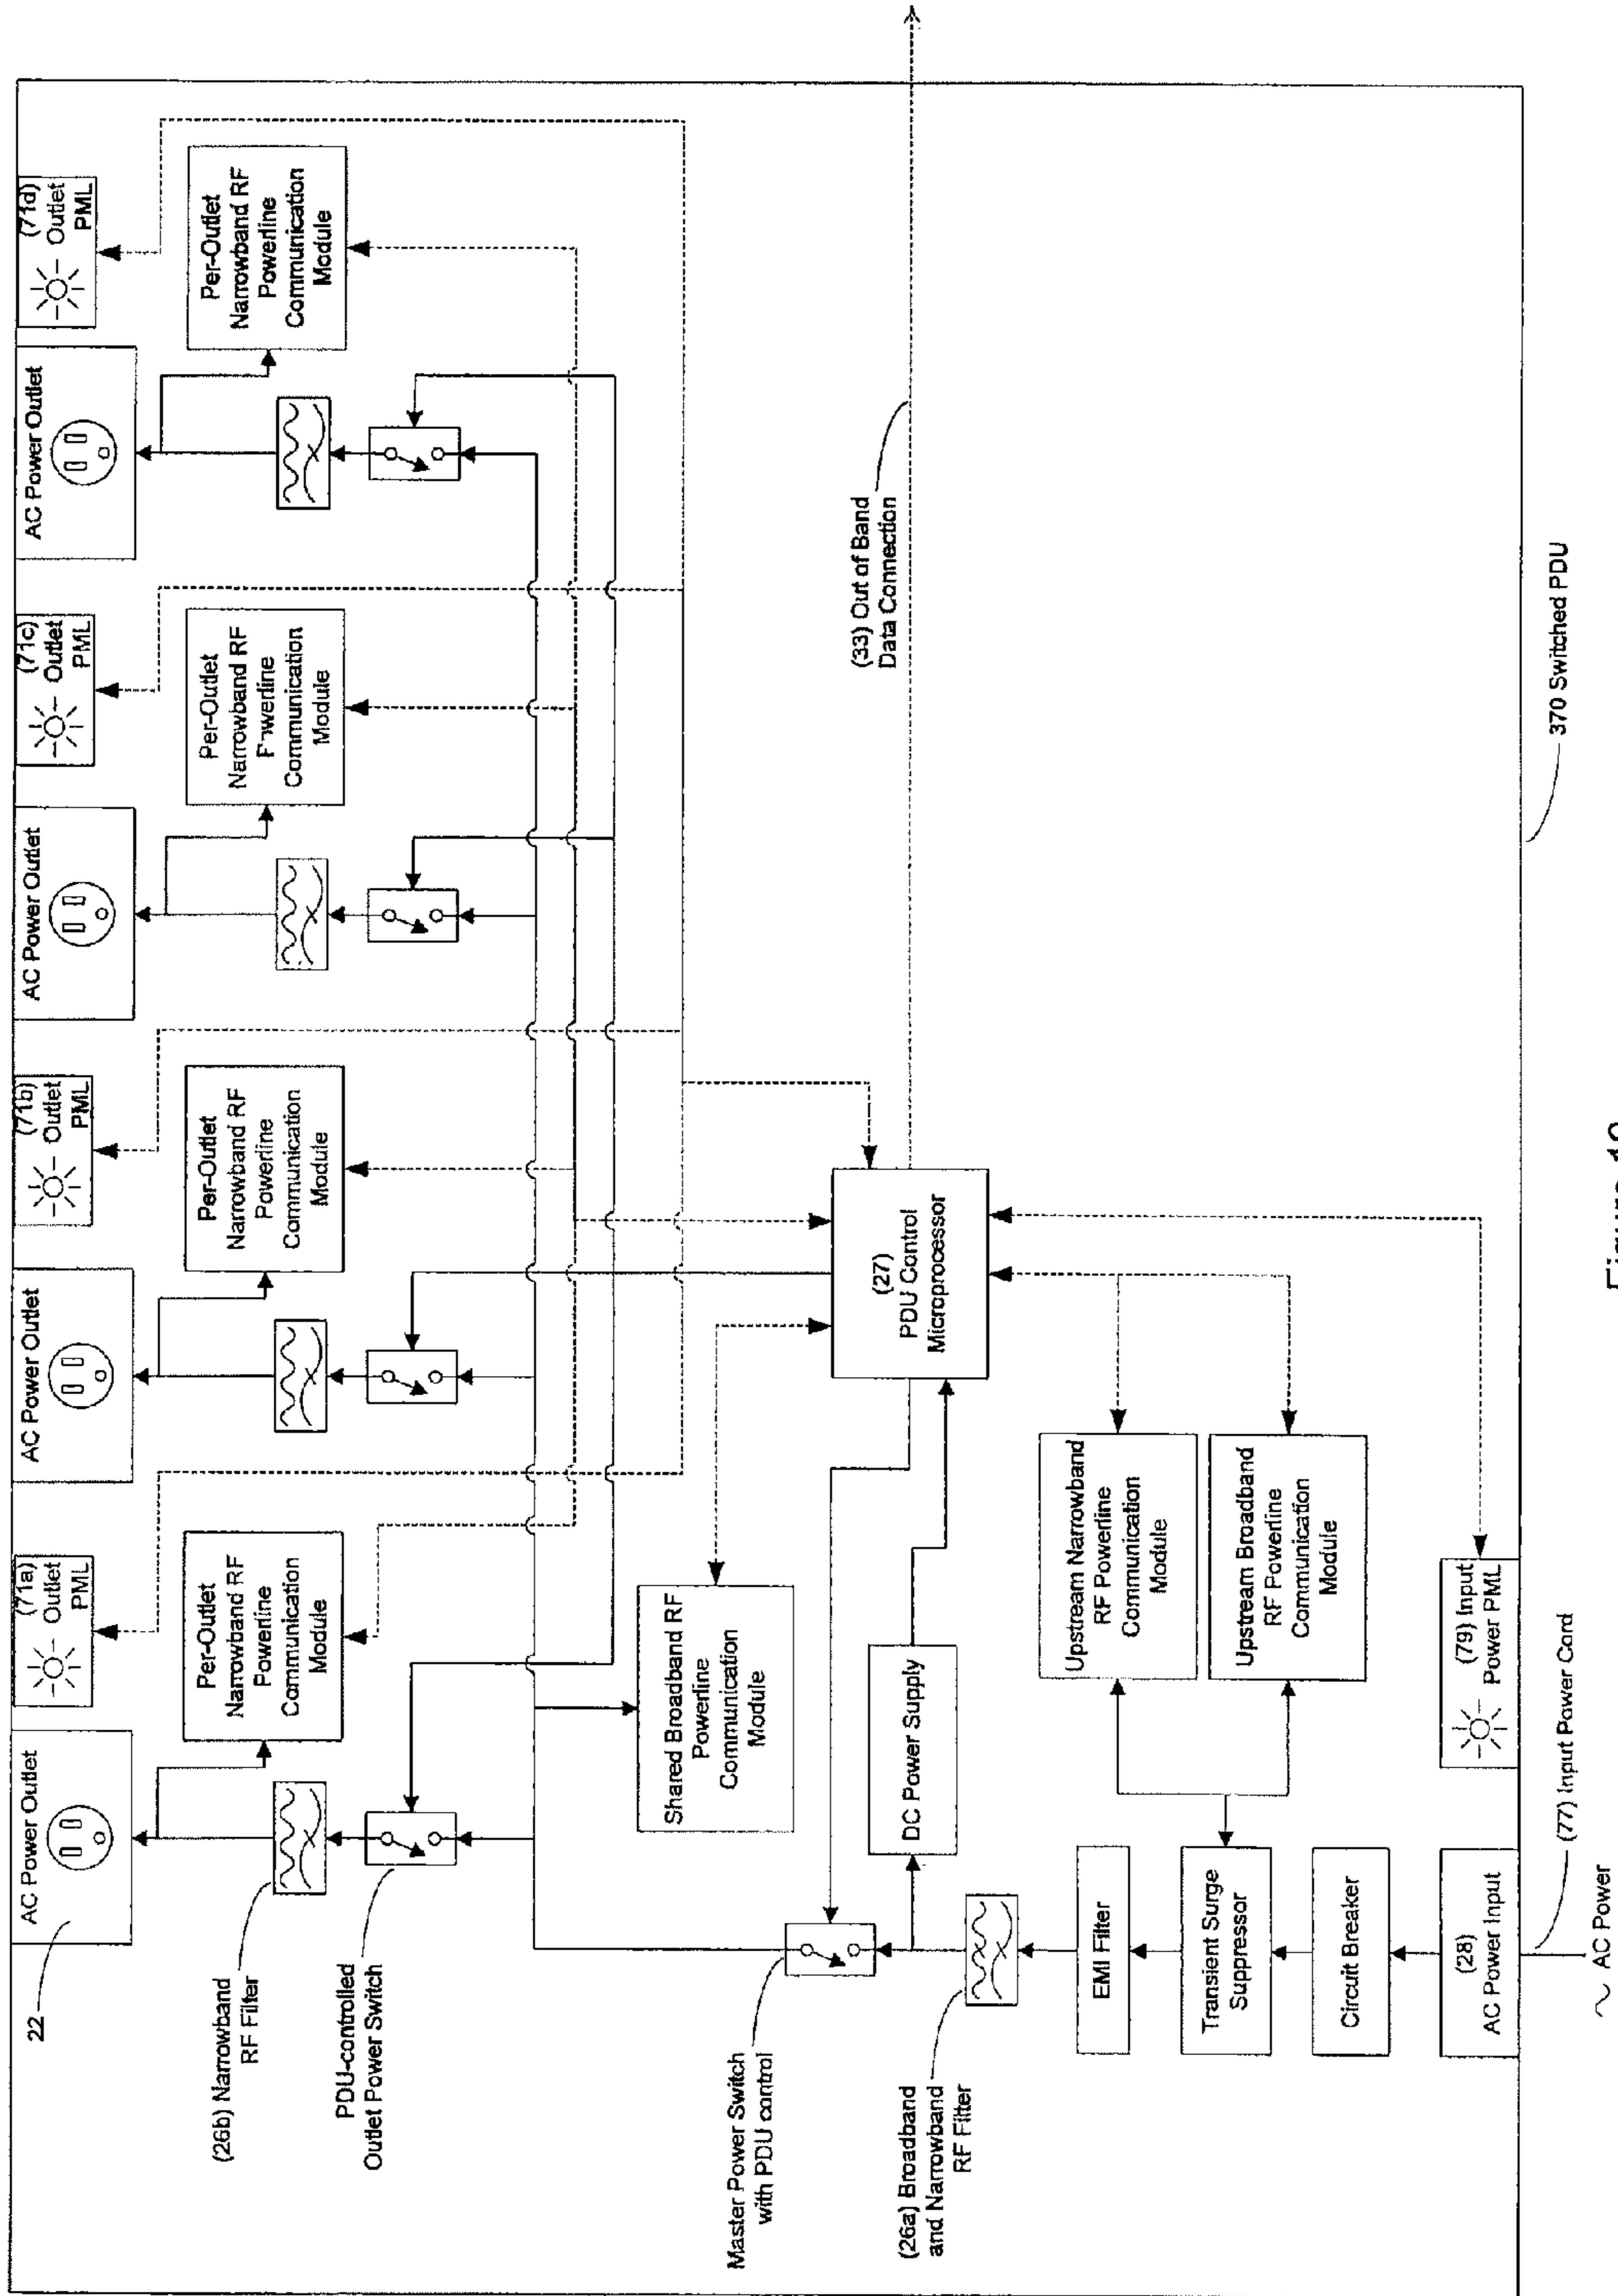 22
AC Power Outlet
(71a)
Outlet
PML
AC Power Outlet
(71b)
Outlet
PML
AC Power Outlet
(71c)
Outlet
PML
AC Power Outlet
(71d)
Outlet
PML
(26b) Narrowband
RF Filter
Per-Outlet
Narrowband RF
Powerline
Communication
Module
Per-Outlet
Narrowband RF
Powerline
Communication
Module
Per-Outlet
Narrowband RF
Powerline
Communication
Module
Per-Outlet
Narrowband RF
Powerline
Communication
Module
PDU-controlled
Outlet Power Switch
Shared Broadband RF
Powerline
Communication
Module
Master Power Switch
with PDU control
(33) Out of Band
Data Connection
(27)
PDU Control
Microprocessor
DC Power Supply
(26a) Broadband
and Narrowband
RF Filter
EMI Filter
Upstream Narrowband
RF Powerline
Communication
Module
Transient Surge
Suppressor
Upstream Broadband
RF Powerline
Communication
Module
Circuit Breaker
(28)
AC Power Input
(79) Input
Power PML
(77) Input Power Cord
370 Switched PDU
~ AC Power